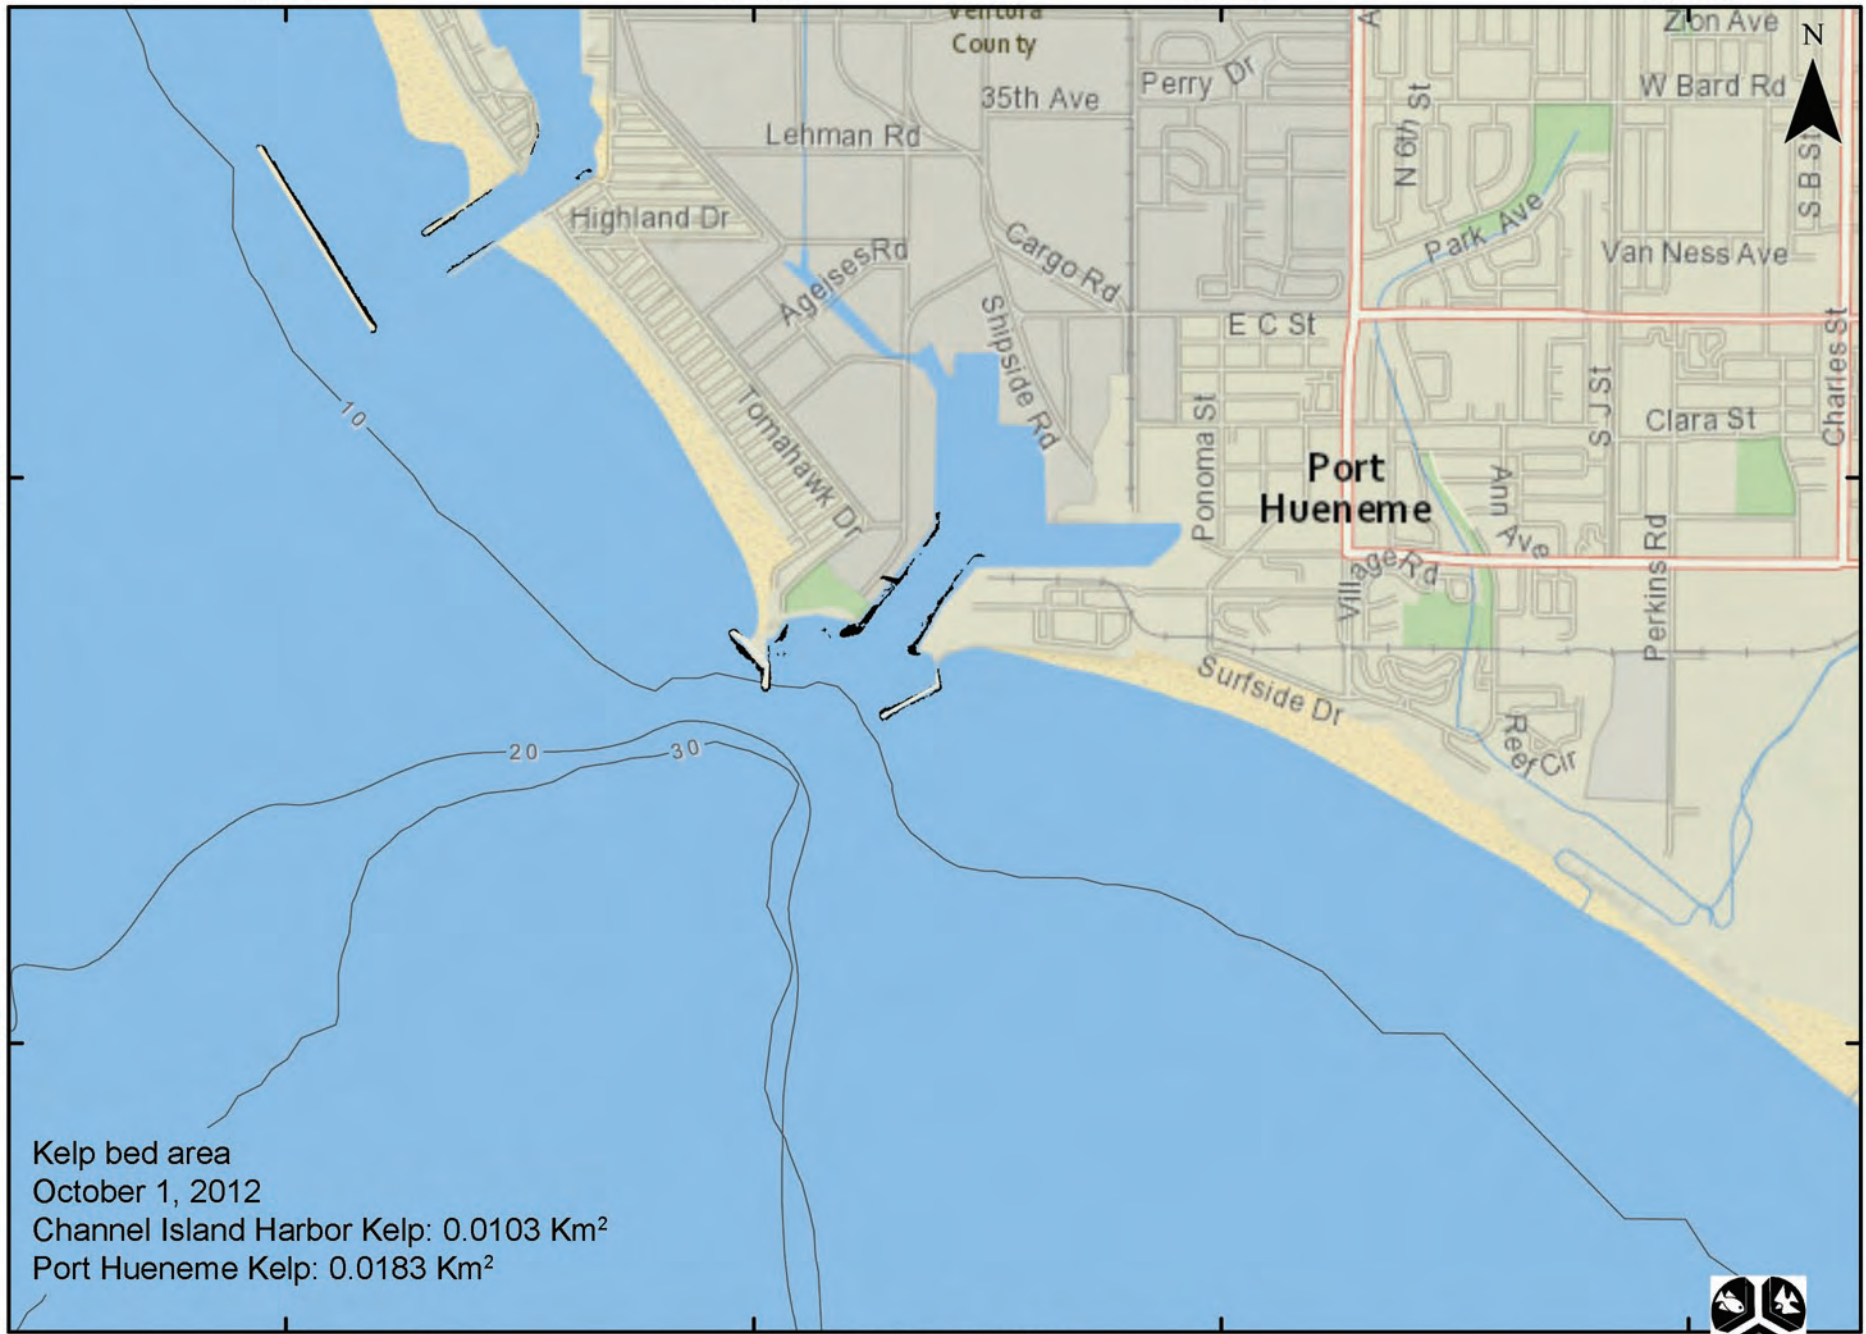 Ventura
County
Zion Ave
N
Perry Dr
W Bard Rd
35th Ave
N 6th St
Lehman Rd
S B St
Highland Dr
Park Ave
Cargo Rd
Van Ness Ave
Ageises Rd
Shipside Rd
E C St
Charles St
10
Tomahawk Dr
Ponoma St
S J St
Clara St
Port
Hueneme
Ann Ave
Village Rd
Perkins Rd
Surfside Dr
Reef Cir
20
30
Kelp bed area
October 1, 2012
Channel Island Harbor Kelp: 0.0103 Km²
Port Hueneme Kelp: 0.0183 Km²